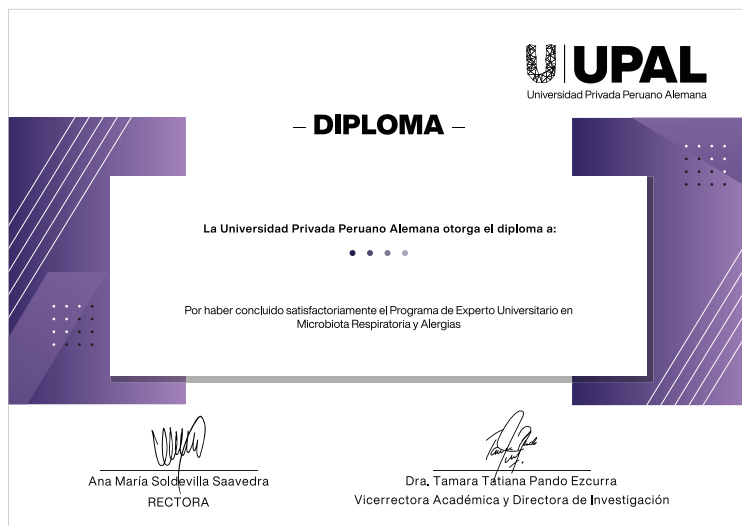 UPAL
Universidad Privada Peruano Alemana
– DIPLOMA –
La Universidad Privada Peruano Alemana otorga el diploma a:
Por haber concluido satisfactoriamente el Programa de Experto Universitario en
Microbiota Respiratoria y Alergias
Ana María Soldevilla Saavedra
RECTORA
Dra. Tamara Tatiana Pando Ezcurra
Vicerrectora Académica y Directora de Investigación